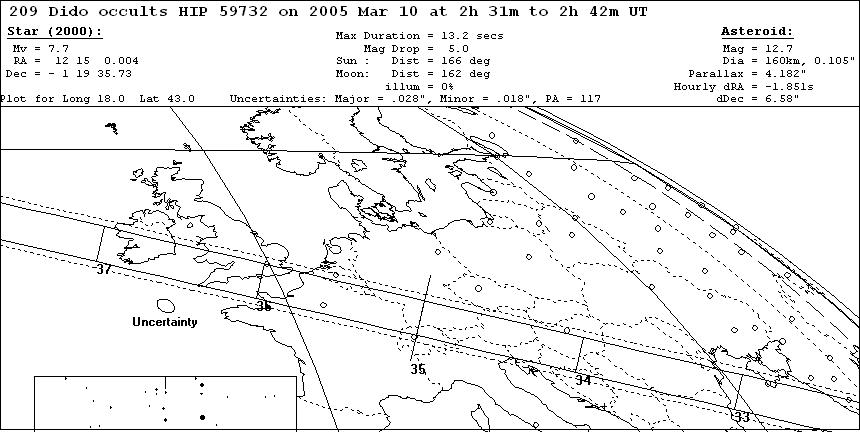 209 Dido occults HIP 59732 on 2005 Mar 10 at 2h 31m to 2h 42m UT
Star (2000):
Mv = 7.7
RA = 12 15 0.004
Dec = - 1 19 35.73
Max Duration = 13.2 secs
Mag Drop = 5.0
Sun : Dist = 166 deg
Moon: Dist = 162 deg
illum = 0%
Asteroid:
Mag = 12.7
Dia = 160km, 0.105"
Parallax = 4.182"
Hourly dRA = -1.851s
dDec = 6.58"
Plot for Long 18.0 Lat 43.0
Uncertainties: Major = .028", Minor = .018", PA = 117
37
36
Uncertainty
35
34
33